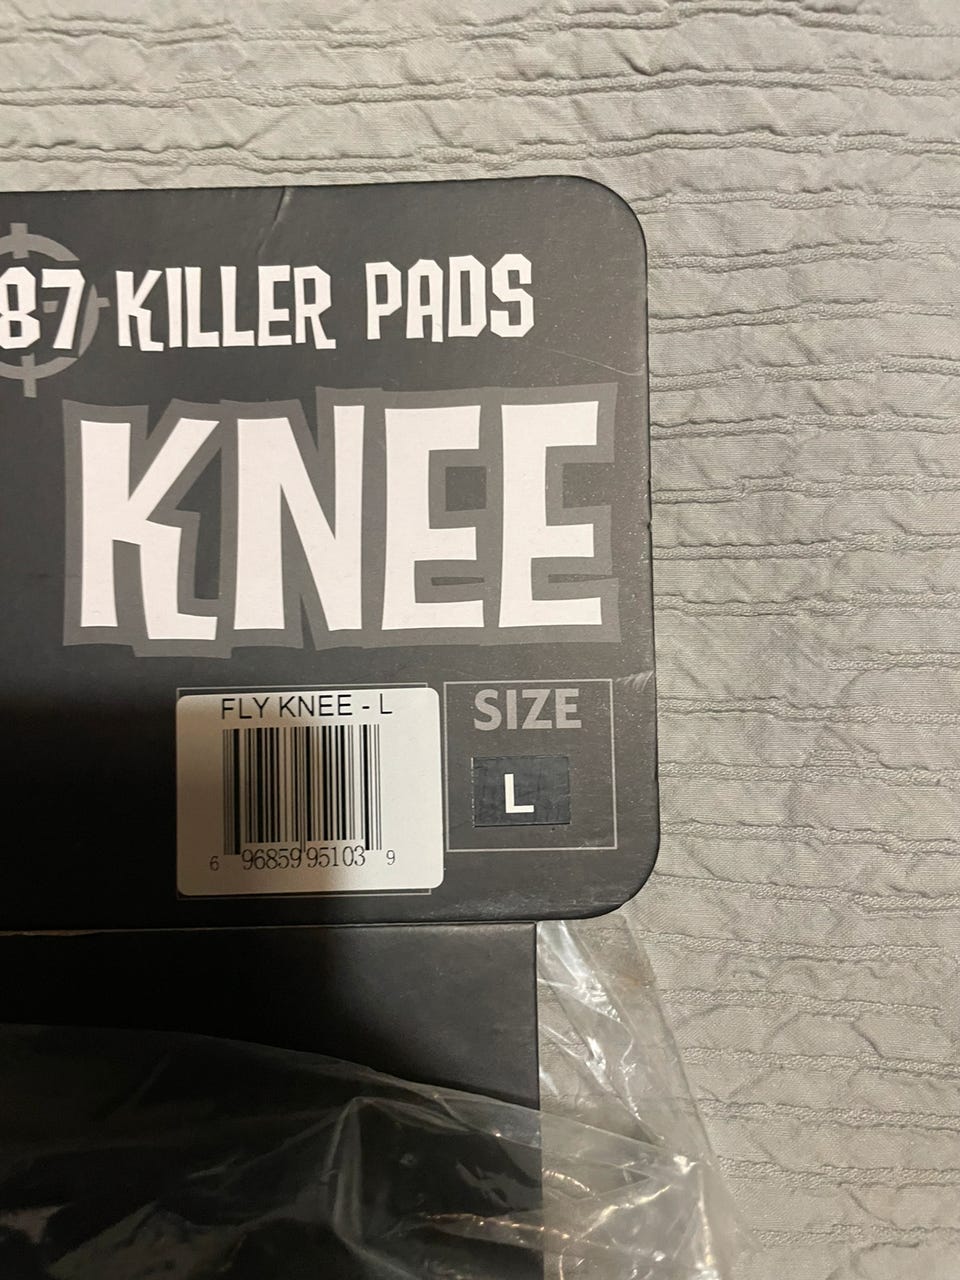 87 KILLER PADS
KNEE
FLY KNEE - L
6 96859 95103 9
SIZE
L